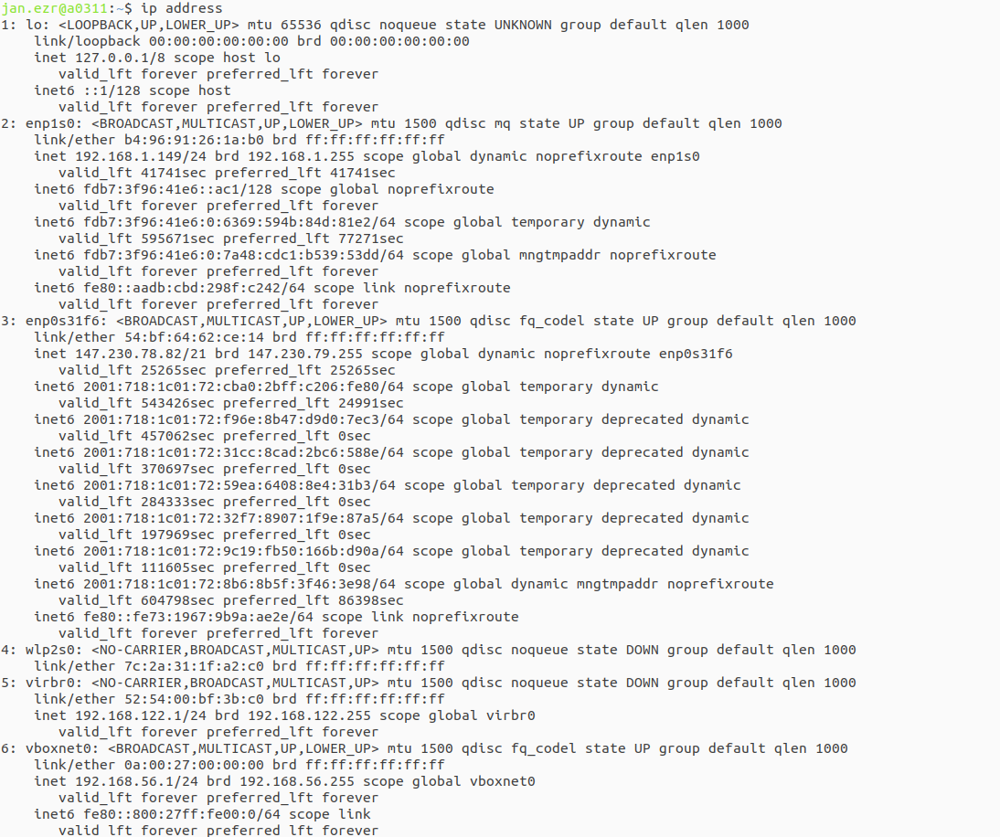 jan.ezr@a0311:~$ ip address
1: lo: <LOOPBACK,UP,LOWER_UP> mtu 65536 qdisc noqueue state UNKNOWN group default qlen 1000
    link/loopback 00:00:00:00:00:00 brd 00:00:00:00:00:00
    inet 127.0.0.1/8 scope host lo
       valid_lft forever preferred_lft forever
    inet6 ::1/128 scope host
       valid_lft forever preferred_lft forever
2: enp1s0: <BROADCAST,MULTICAST,UP,LOWER_UP> mtu 1500 qdisc mq state UP group default qlen 1000
    link/ether b4:96:91:26:1a:b0 brd ff:ff:ff:ff:ff:ff
    inet 192.168.1.149/24 brd 192.168.1.255 scope global dynamic noprefixroute enp1s0
       valid_lft 41741sec preferred_lft 41741sec
    inet6 fdb7:3f96:41e6::ac1/128 scope global noprefixroute
       valid_lft forever preferred_lft forever
    inet6 fdb7:3f96:41e6:0:6369:594b:84d:81e2/64 scope global temporary dynamic
       valid_lft 595671sec preferred_lft 77271sec
    inet6 fdb7:3f96:41e6:0:7a48:cdc1:b539:53dd/64 scope global mngtmpaddr noprefixroute
       valid_lft forever preferred_lft forever
    inet6 fe80::aadb:cbd:298f:c242/64 scope link noprefixroute
       valid_lft forever preferred_lft forever
3: enp0s31f6: <BROADCAST,MULTICAST,UP,LOWER_UP> mtu 1500 qdisc fq_codel state UP group default qlen 1000
    link/ether 54:bf:64:62:ce:14 brd ff:ff:ff:ff:ff:ff
    inet 147.230.78.82/21 brd 147.230.79.255 scope global dynamic noprefixroute enp0s31f6
       valid_lft 25265sec preferred_lft 25265sec
    inet6 2001:718:1c01:72:cba0:2bff:c206:fe80/64 scope global temporary dynamic
       valid_lft 543426sec preferred_lft 24991sec
    inet6 2001:718:1c01:72:f96e:8b47:d9d0:7ec3/64 scope global temporary deprecated dynamic
       valid_lft 457062sec preferred_lft 0sec
    inet6 2001:718:1c01:72:31cc:8cad:2bc6:588e/64 scope global temporary deprecated dynamic
       valid_lft 370697sec preferred_lft 0sec
    inet6 2001:718:1c01:72:59ea:6408:8e4:31b3/64 scope global temporary deprecated dynamic
       valid_lft 284333sec preferred_lft 0sec
    inet6 2001:718:1c01:72:32f7:8907:1f9e:87a5/64 scope global temporary deprecated dynamic
       valid_lft 197969sec preferred_lft 0sec
    inet6 2001:718:1c01:72:9c19:fb50:166b:d90a/64 scope global temporary deprecated dynamic
       valid_lft 111605sec preferred_lft 0sec
    inet6 2001:718:1c01:72:8b6:8b5f:3f46:3e98/64 scope global dynamic mngtmpaddr noprefixroute
       valid_lft 604798sec preferred_lft 86398sec
    inet6 fe80::fe73:1967:9b9a:ae2e/64 scope link noprefixroute
       valid_lft forever preferred_lft forever
4: wlp2s0: <NO-CARRIER,BROADCAST,MULTICAST,UP> mtu 1500 qdisc noqueue state DOWN group default qlen 1000
    link/ether 7c:2a:31:1f:a2:c0 brd ff:ff:ff:ff:ff:ff
5: virbr0: <NO-CARRIER,BROADCAST,MULTICAST,UP> mtu 1500 qdisc noqueue state DOWN group default qlen 1000
    link/ether 52:54:00:bf:3b:c0 brd ff:ff:ff:ff:ff:ff
    inet 192.168.122.1/24 brd 192.168.122.255 scope global virbr0
       valid_lft forever preferred_lft forever
6: vboxnet0: <BROADCAST,MULTICAST,UP,LOWER_UP> mtu 1500 qdisc fq_codel state UP group default qlen 1000
    link/ether 0a:00:27:00:00:00 brd ff:ff:ff:ff:ff:ff
    inet 192.168.56.1/24 brd 192.168.56.255 scope global vboxnet0
       valid_lft forever preferred_lft forever
    inet6 fe80::800:27ff:fe00:0/64 scope link
       valid_lft forever preferred_lft forever